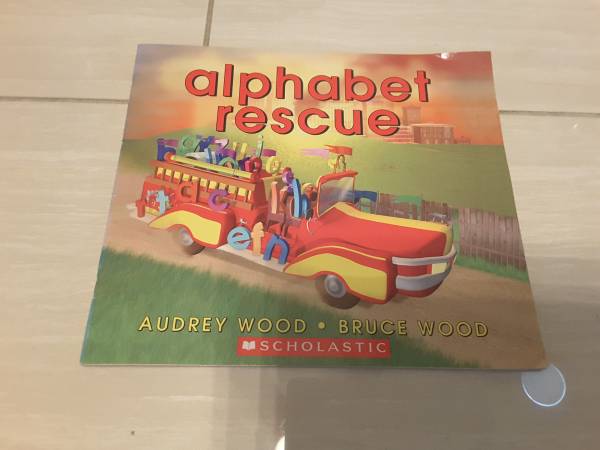 alphabet
rescue
AUDREY WOOD • BRUCE WOOD
SCHOLASTIC